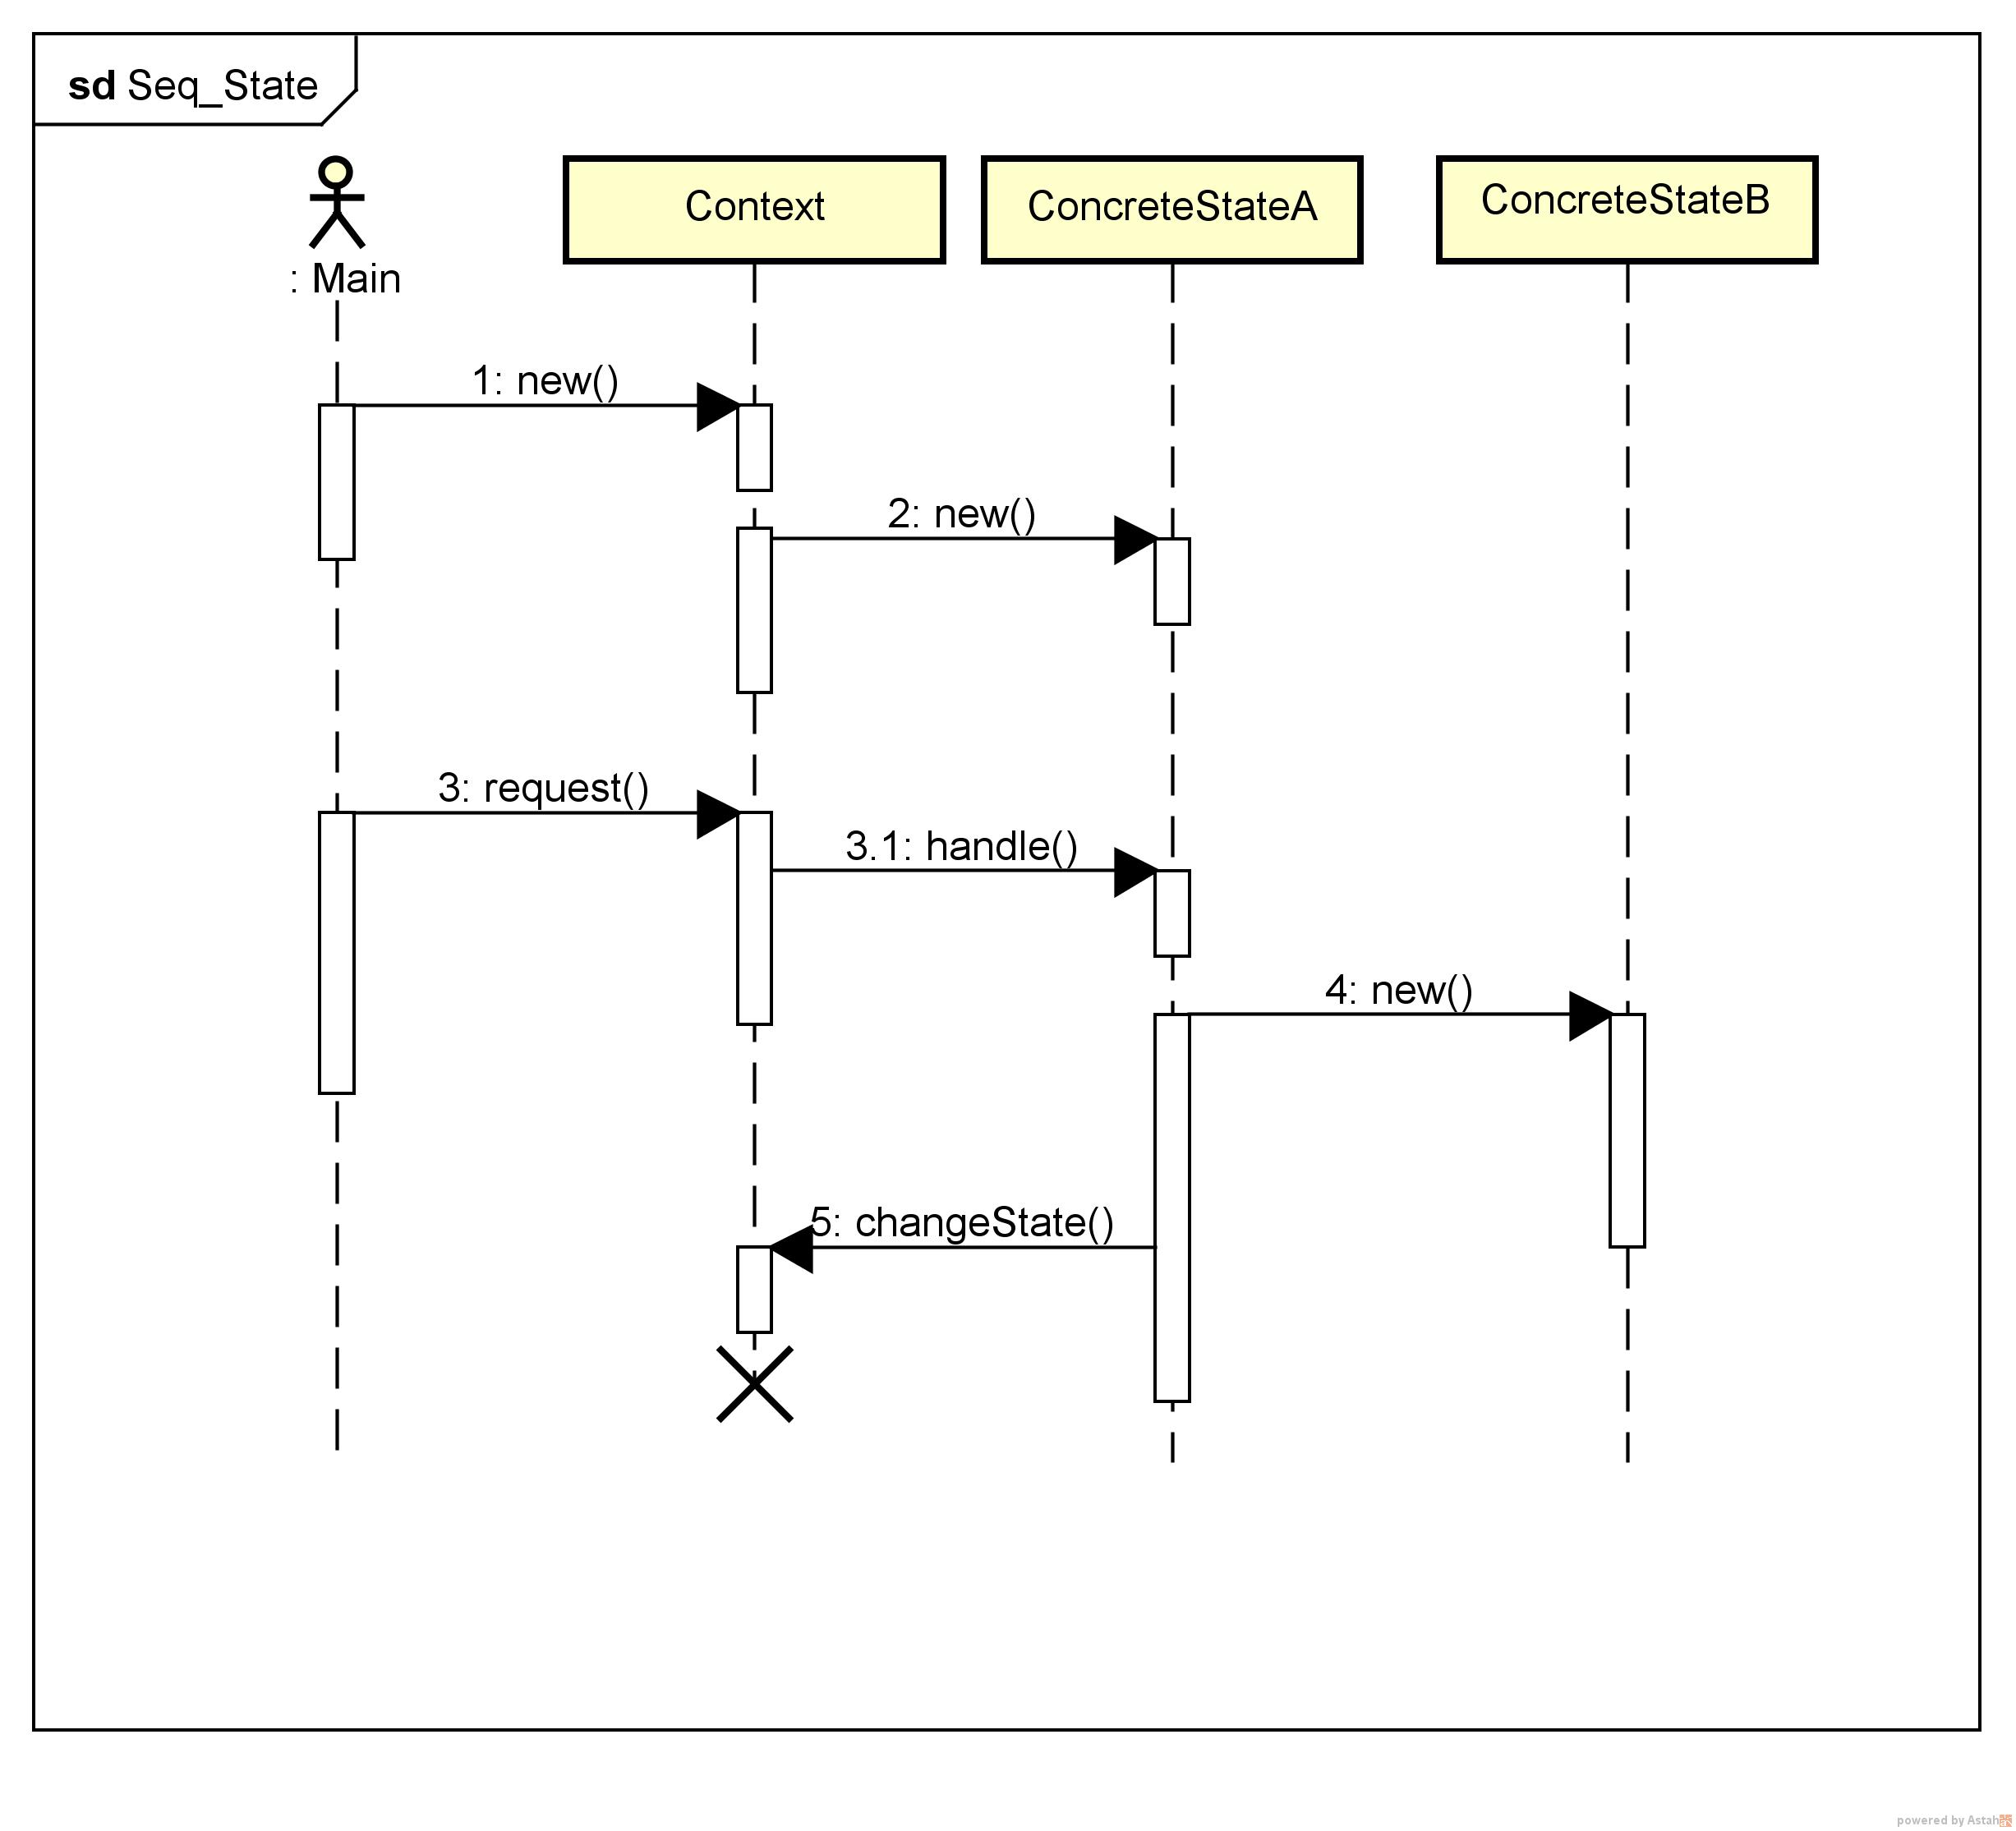 sd Seq_State
: Main
Context
ConcreteStateA
ConcreteStateB
1: new()
2: new()
3: request()
3.1: handle()
4: new()
5: changeState()
powered by Astah